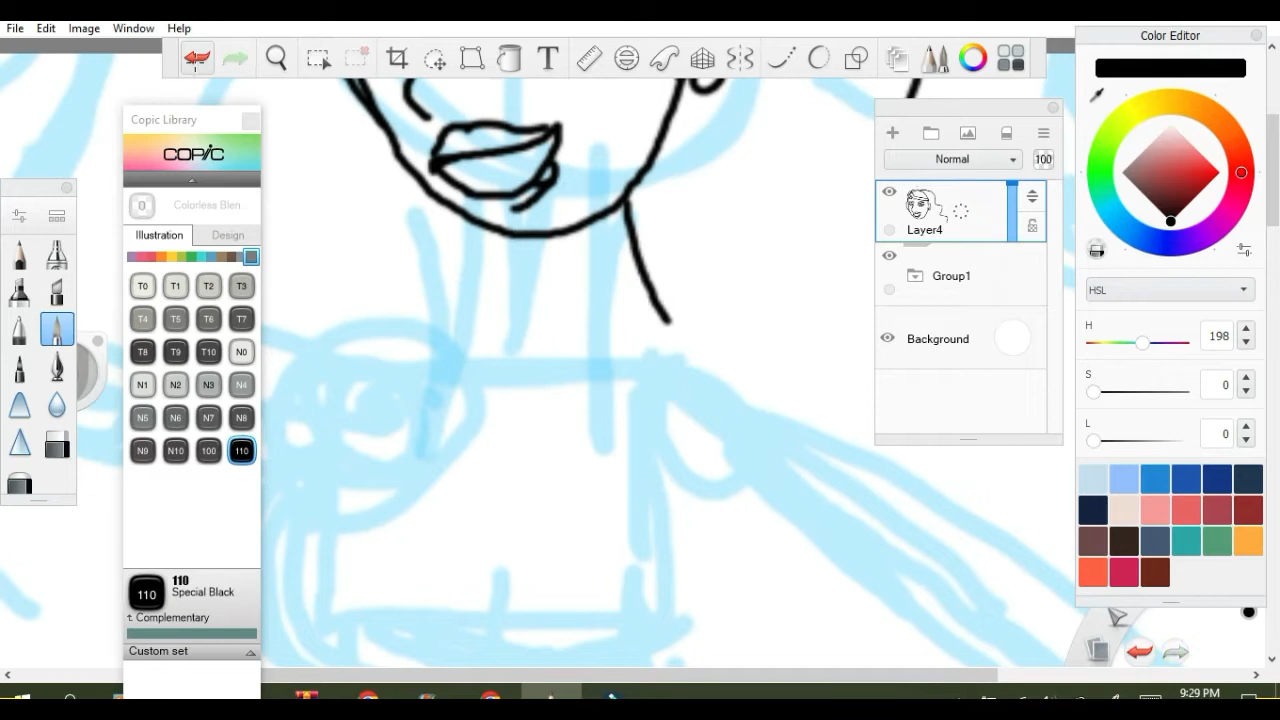 File Edit Image Window Help
Color Editor
Copic Library
COPIC
0 Colorless Blen
Illustration Design
T0 T1 T2 T3
T4 T5 T6 T7
T8 T9 T10 N0
N1 N2 N3 N4
N5 N6 N7 N8
N9 N10 100 110
110
110
Special Black
Complementary
Custom set
T
Normal 100
Layer4
Group1
Background
HSL
H 198
S 0
L 0
9:29 PM